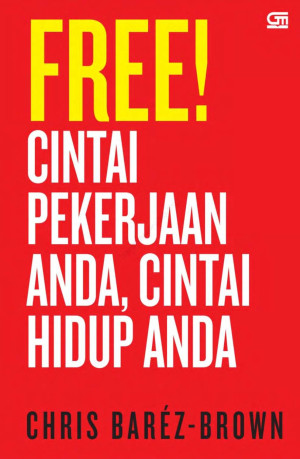 FREE!
CINTAI
PEKERJAAN
ANDA, CINTAI
HIDUP ANDA
CHRIS BARÉZ-BROWN